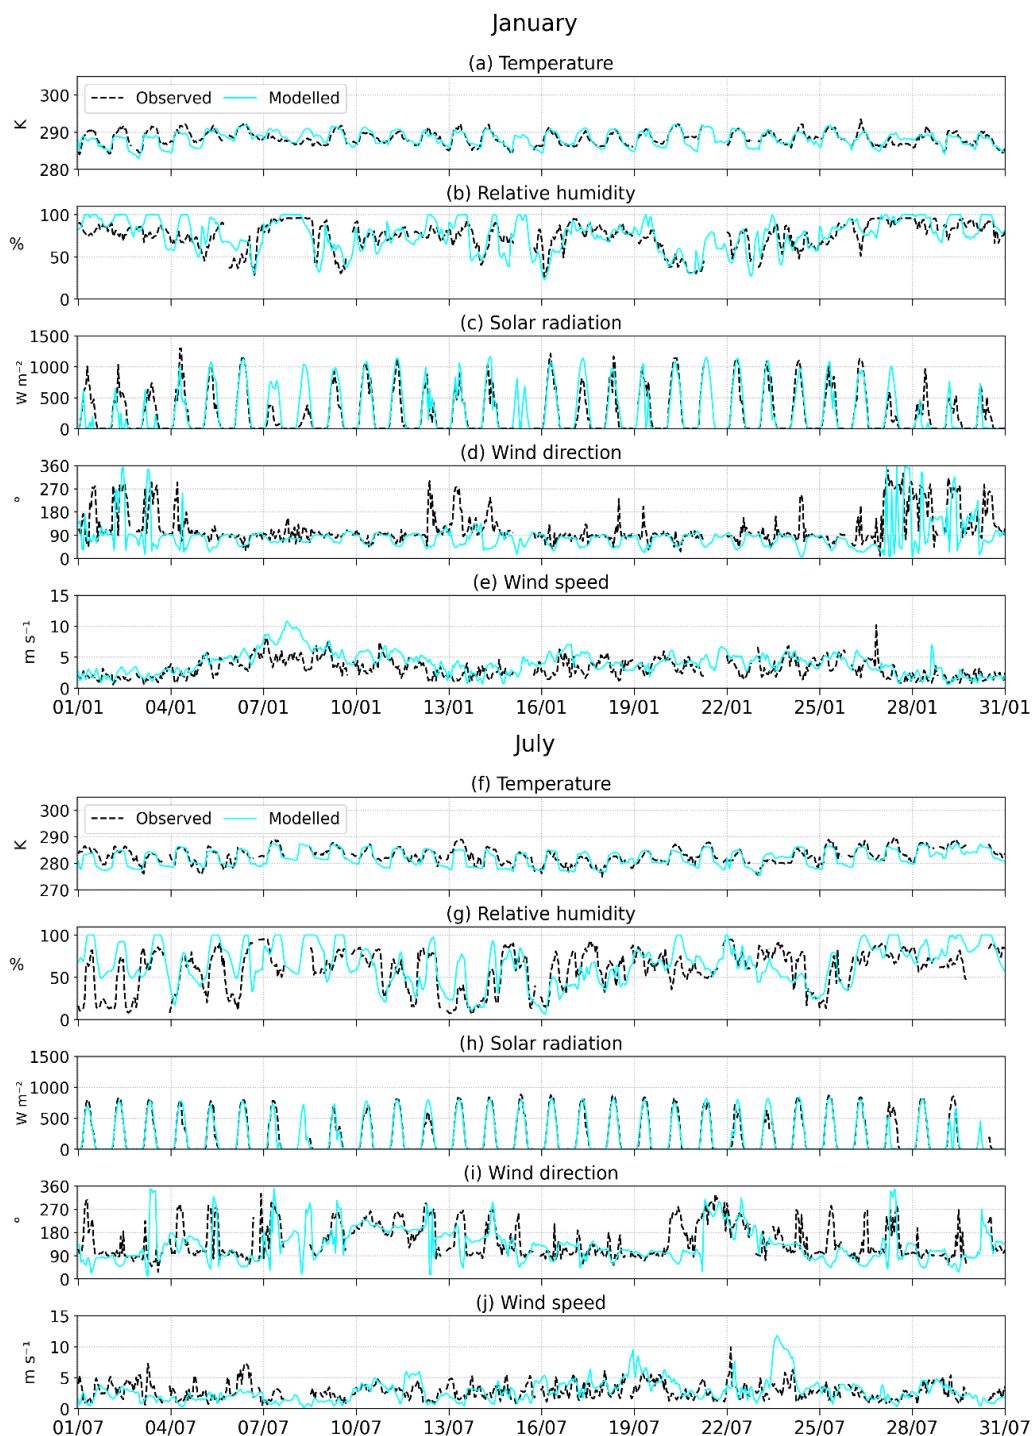 January
(a) Temperature
300
290
280
K
Observed
Modelled
(b) Relative humidity
100
50
0
%
(c) Solar radiation
1500
1000
500
0
W m⁻²
(d) Wind direction
360
270
180
90
0
°
(e) Wind speed
15
10
5
0
m s⁻¹
01/01 04/01 07/01 10/01 13/01 16/01 19/01 22/01 25/01 28/01 31/01
July
(f) Temperature
300
290
280
270
K
Observed
Modelled
(g) Relative humidity
100
50
0
%
(h) Solar radiation
1500
1000
500
0
W m⁻²
(i) Wind direction
360
270
180
90
0
°
(j) Wind speed
15
10
5
0
m s⁻¹
01/07 04/07 07/07 10/07 13/07 16/07 19/07 22/07 25/07 28/07 31/07